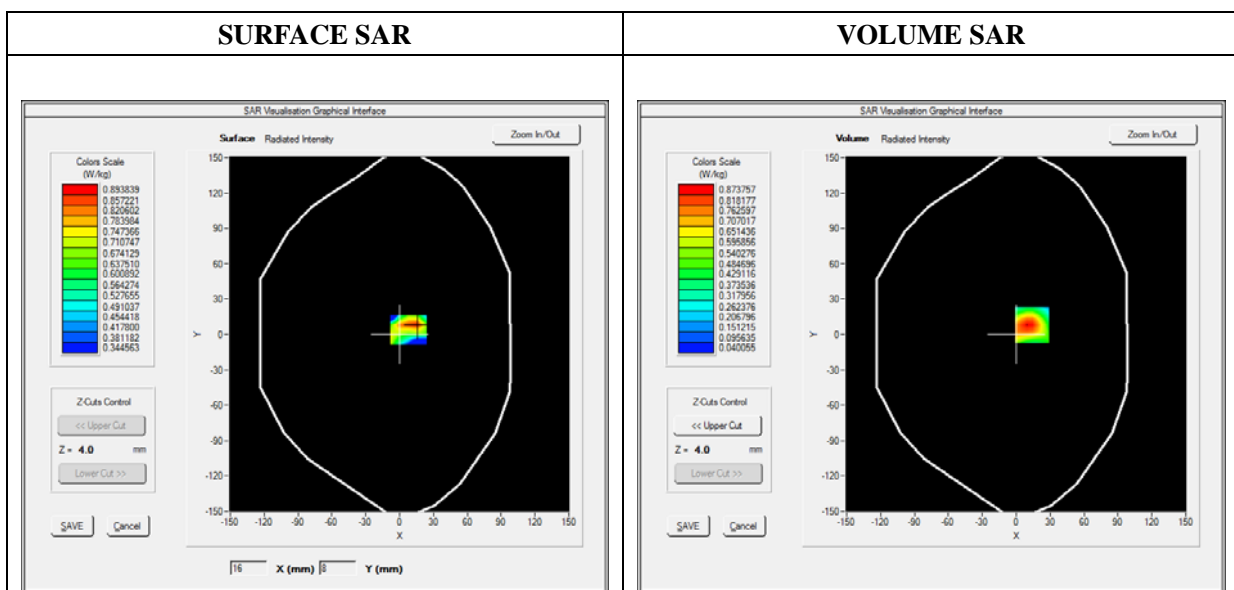 SURFACE SAR
VOLUME SAR
SAR Visualisation Graphical Interface
Surface Radiated Intensity
Zoom In/Out
Colors Scale
(W/kg)
0.893839
0.857221
0.820602
0.783984
0.747366
0.710747
0.674129
0.637510
0.600892
0.564274
0.527655
0.491037
0.454418
0.417800
0.381182
0.344563
Z-Cuts Control
<< Upper Cut
Z = 4.0 mm
Lower Cut >>
SAVE Cancel
150
120
90
60
30
0
-30
-60
-90
-120
-150
Y
-150 -120 -90 -60 -30 0 30 60 90 120 150
X
16 X (mm) 8 Y (mm)
SAR Visualisation Graphical Interface
Volume Radiated Intensity
Zoom In/Out
Colors Scale
(W/kg)
0.873757
0.818177
0.762597
0.707017
0.651436
0.595856
0.540276
0.484696
0.429116
0.373536
0.317956
0.262376
0.206796
0.151215
0.095635
0.040055
Z-Cuts Control
<< Upper Cut
Z = 4.0 mm
Lower Cut >>
SAVE Cancel
150
120
90
60
30
0
-30
-60
-90
-120
-150
Y
-150 -120 -90 -60 -30 0 30 60 90 120 150
X